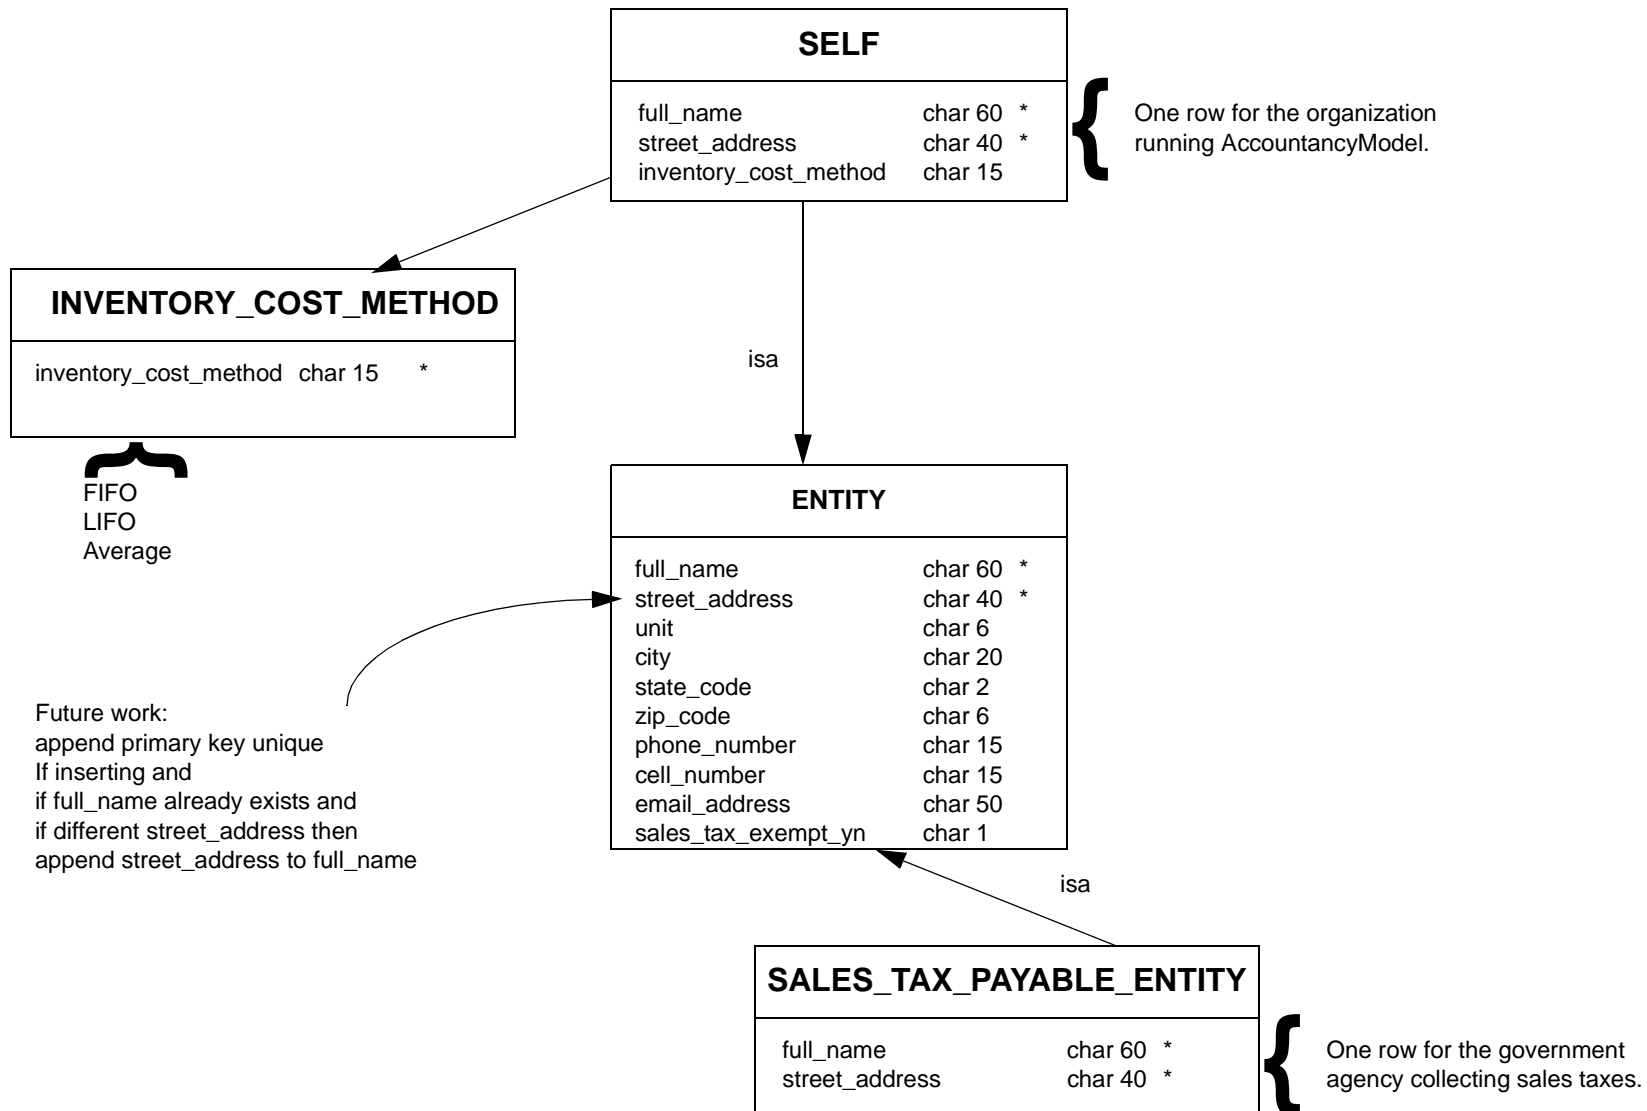 SELF
full_name char 60 *
street_address char 40 *
inventory_cost_method char 15
One row for the organization
running AccountancyModel.
INVENTORY_COST_METHOD
inventory_cost_method char 15 *
FIFO
LIFO
Average
isa
ENTITY
full_name char 60 *
street_address char 40 *
unit char 6
city char 20
state_code char 2
zip_code char 6
phone_number char 15
cell_number char 15
email_address char 50
sales_tax_exempt_yn char 1
Future work:
append primary key unique
If inserting and
if full_name already exists and
if different street_address then
append street_address to full_name
isa
SALES_TAX_PAYABLE_ENTITY
full_name char 60 *
street_address char 40 *
One row for the government
agency collecting sales taxes.